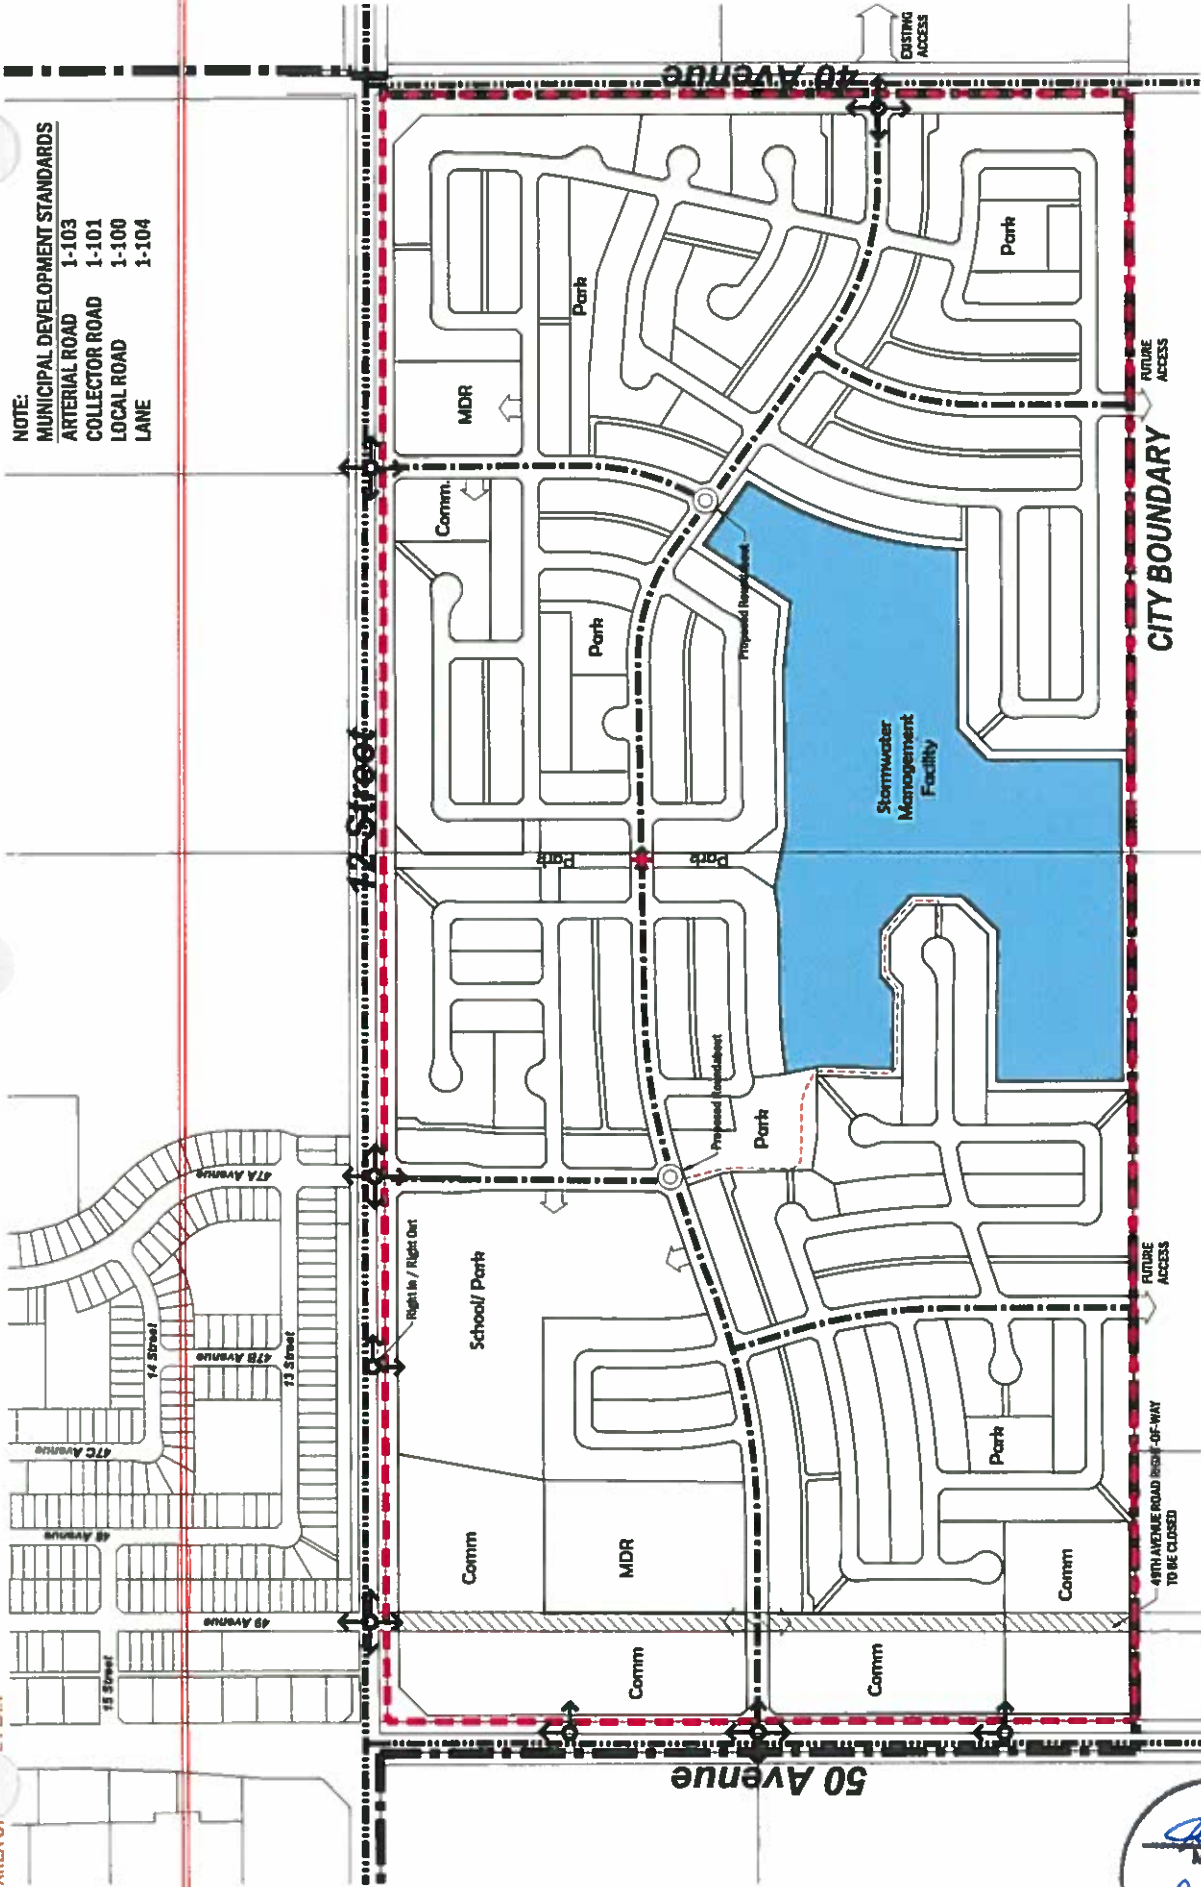 NOTE:
MUNICIPAL DEVELOPMENT STANDARDS
ARTERIAL ROAD 1-103
COLLECTOR ROAD 1-101
LOCAL ROAD 1-100
LANE 1-104
15 Street
49 Avenue
48 Avenue
47C Avenue
14 Street
47B Avenue
13 Street
47A Avenue
12 Street
50 Avenue
40 Avenue
EXISTING
ACCESS
Comm
Right In / Right Out
School/ Park
Comm.
MDR
Comm
MDR
Park
Park
Park
Park
Proposed Roundabout
Proposed Roundabout
Park
Comm
Park
Stormwater
Management
Facility
Park
Comm
49TH AVENUE ROAD RIGHT-OF-WAY
TO BE CLOSED
FUTURE
ACCESS
CITY BOUNDARY
FUTURE
ACCESS